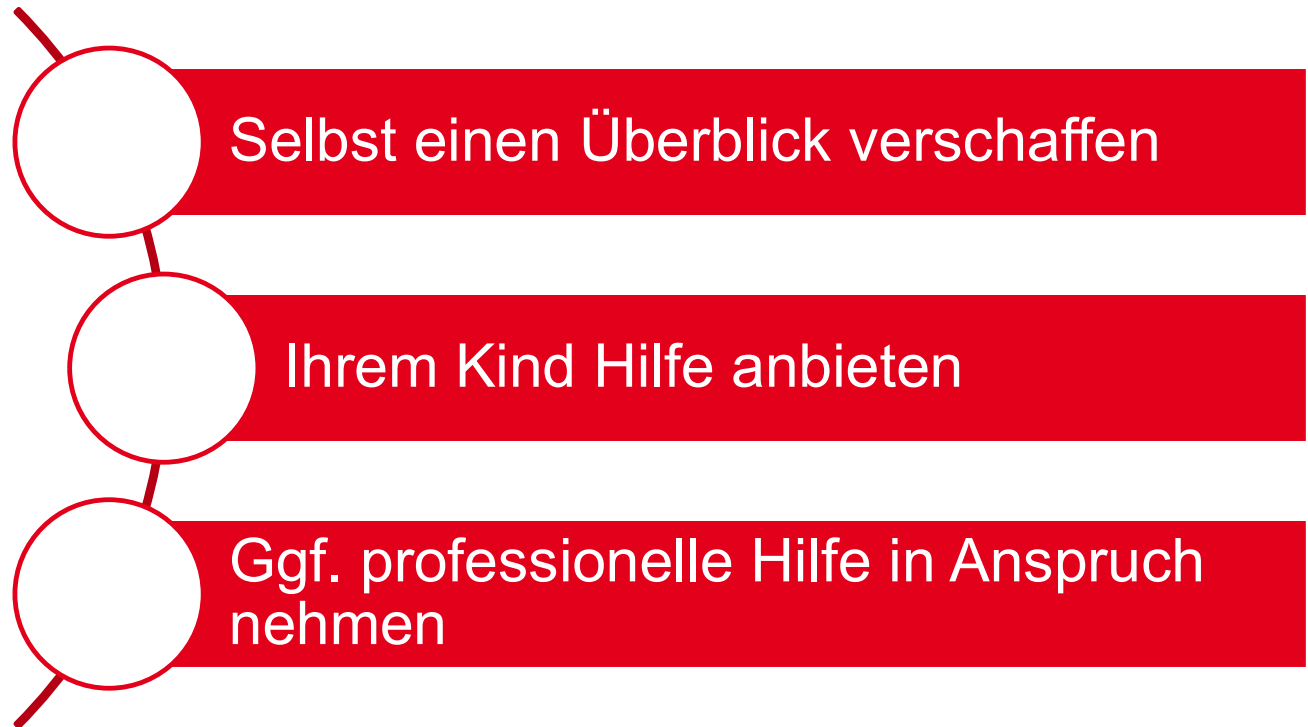 Selbst einen Überblick verschaffen
Ihrem Kind Hilfe anbieten
Ggf. professionelle Hilfe in Anspruch
nehmen